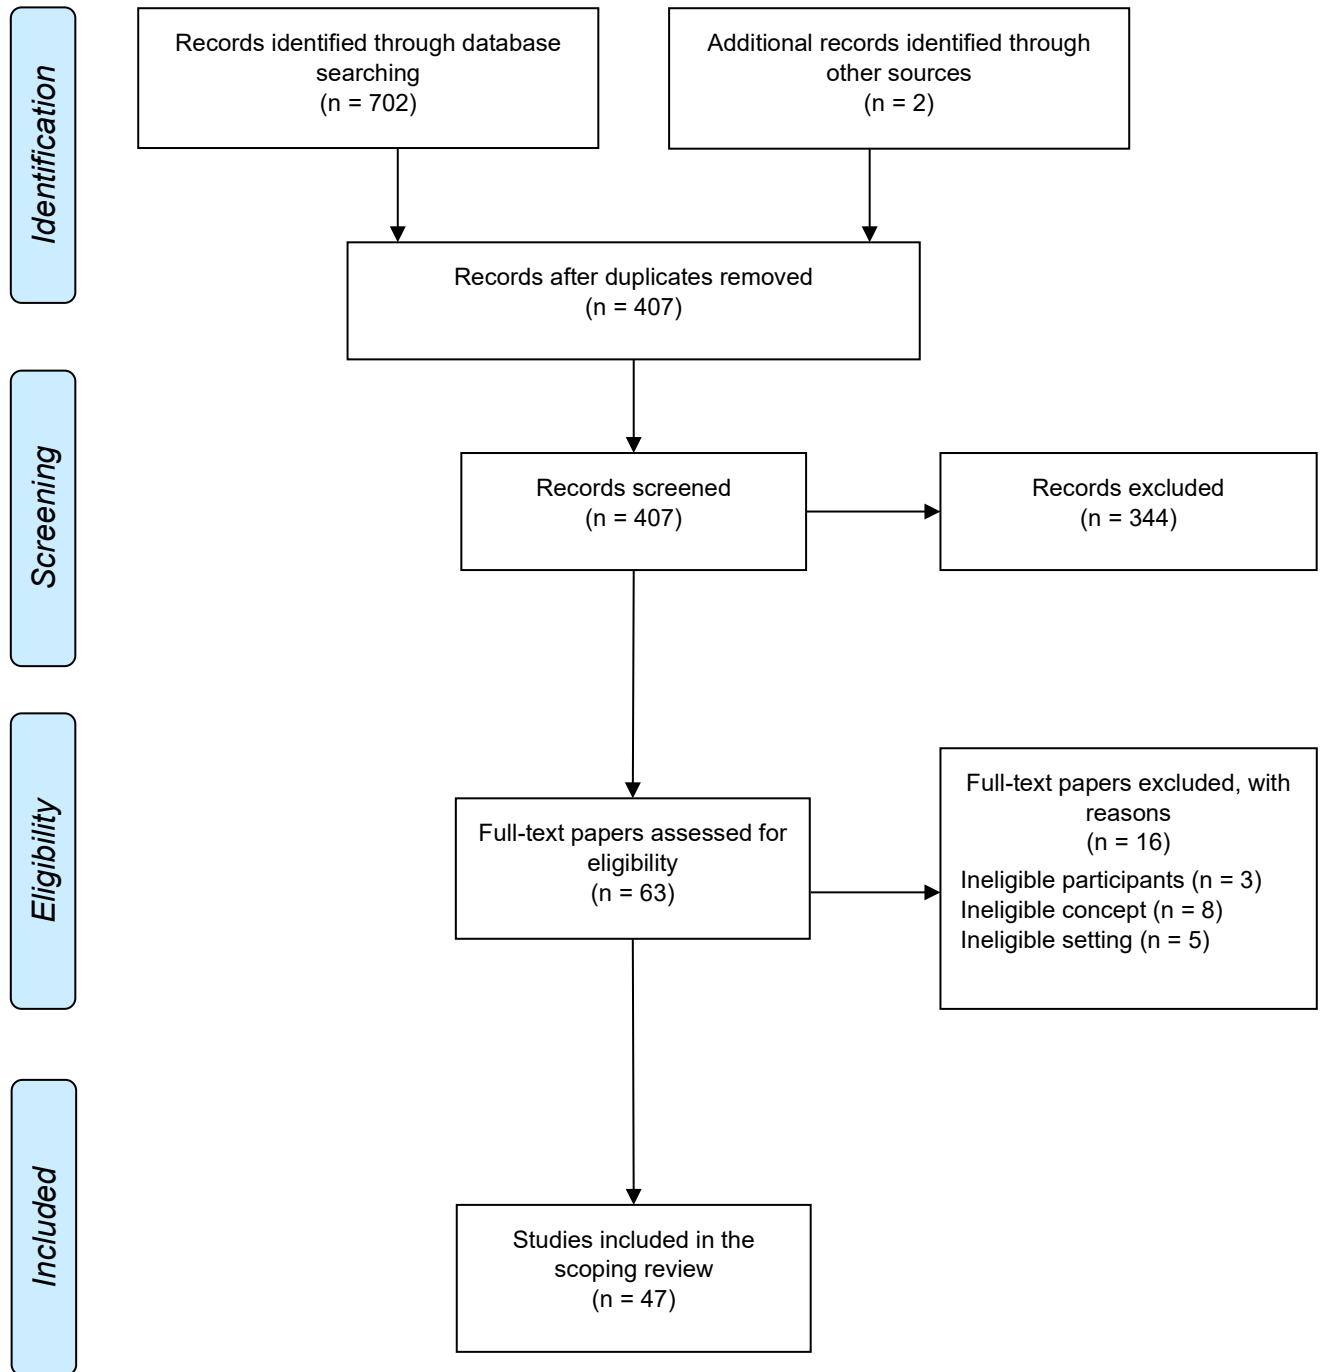 Identification
Records identified through database
searching
(n = 702)
Additional records identified through
other sources
(n = 2)
Records after duplicates removed
(n = 407)
Screening
Records screened
(n = 407)
Records excluded
(n = 344)
Eligibility
Full-text papers assessed for
eligibility
(n = 63)
Full-text papers excluded, with
reasons
(n = 16)
Ineligible participants (n = 3)
Ineligible concept (n = 8)
Ineligible setting (n = 5)
Included
Studies included in the
scoping review
(n = 47)